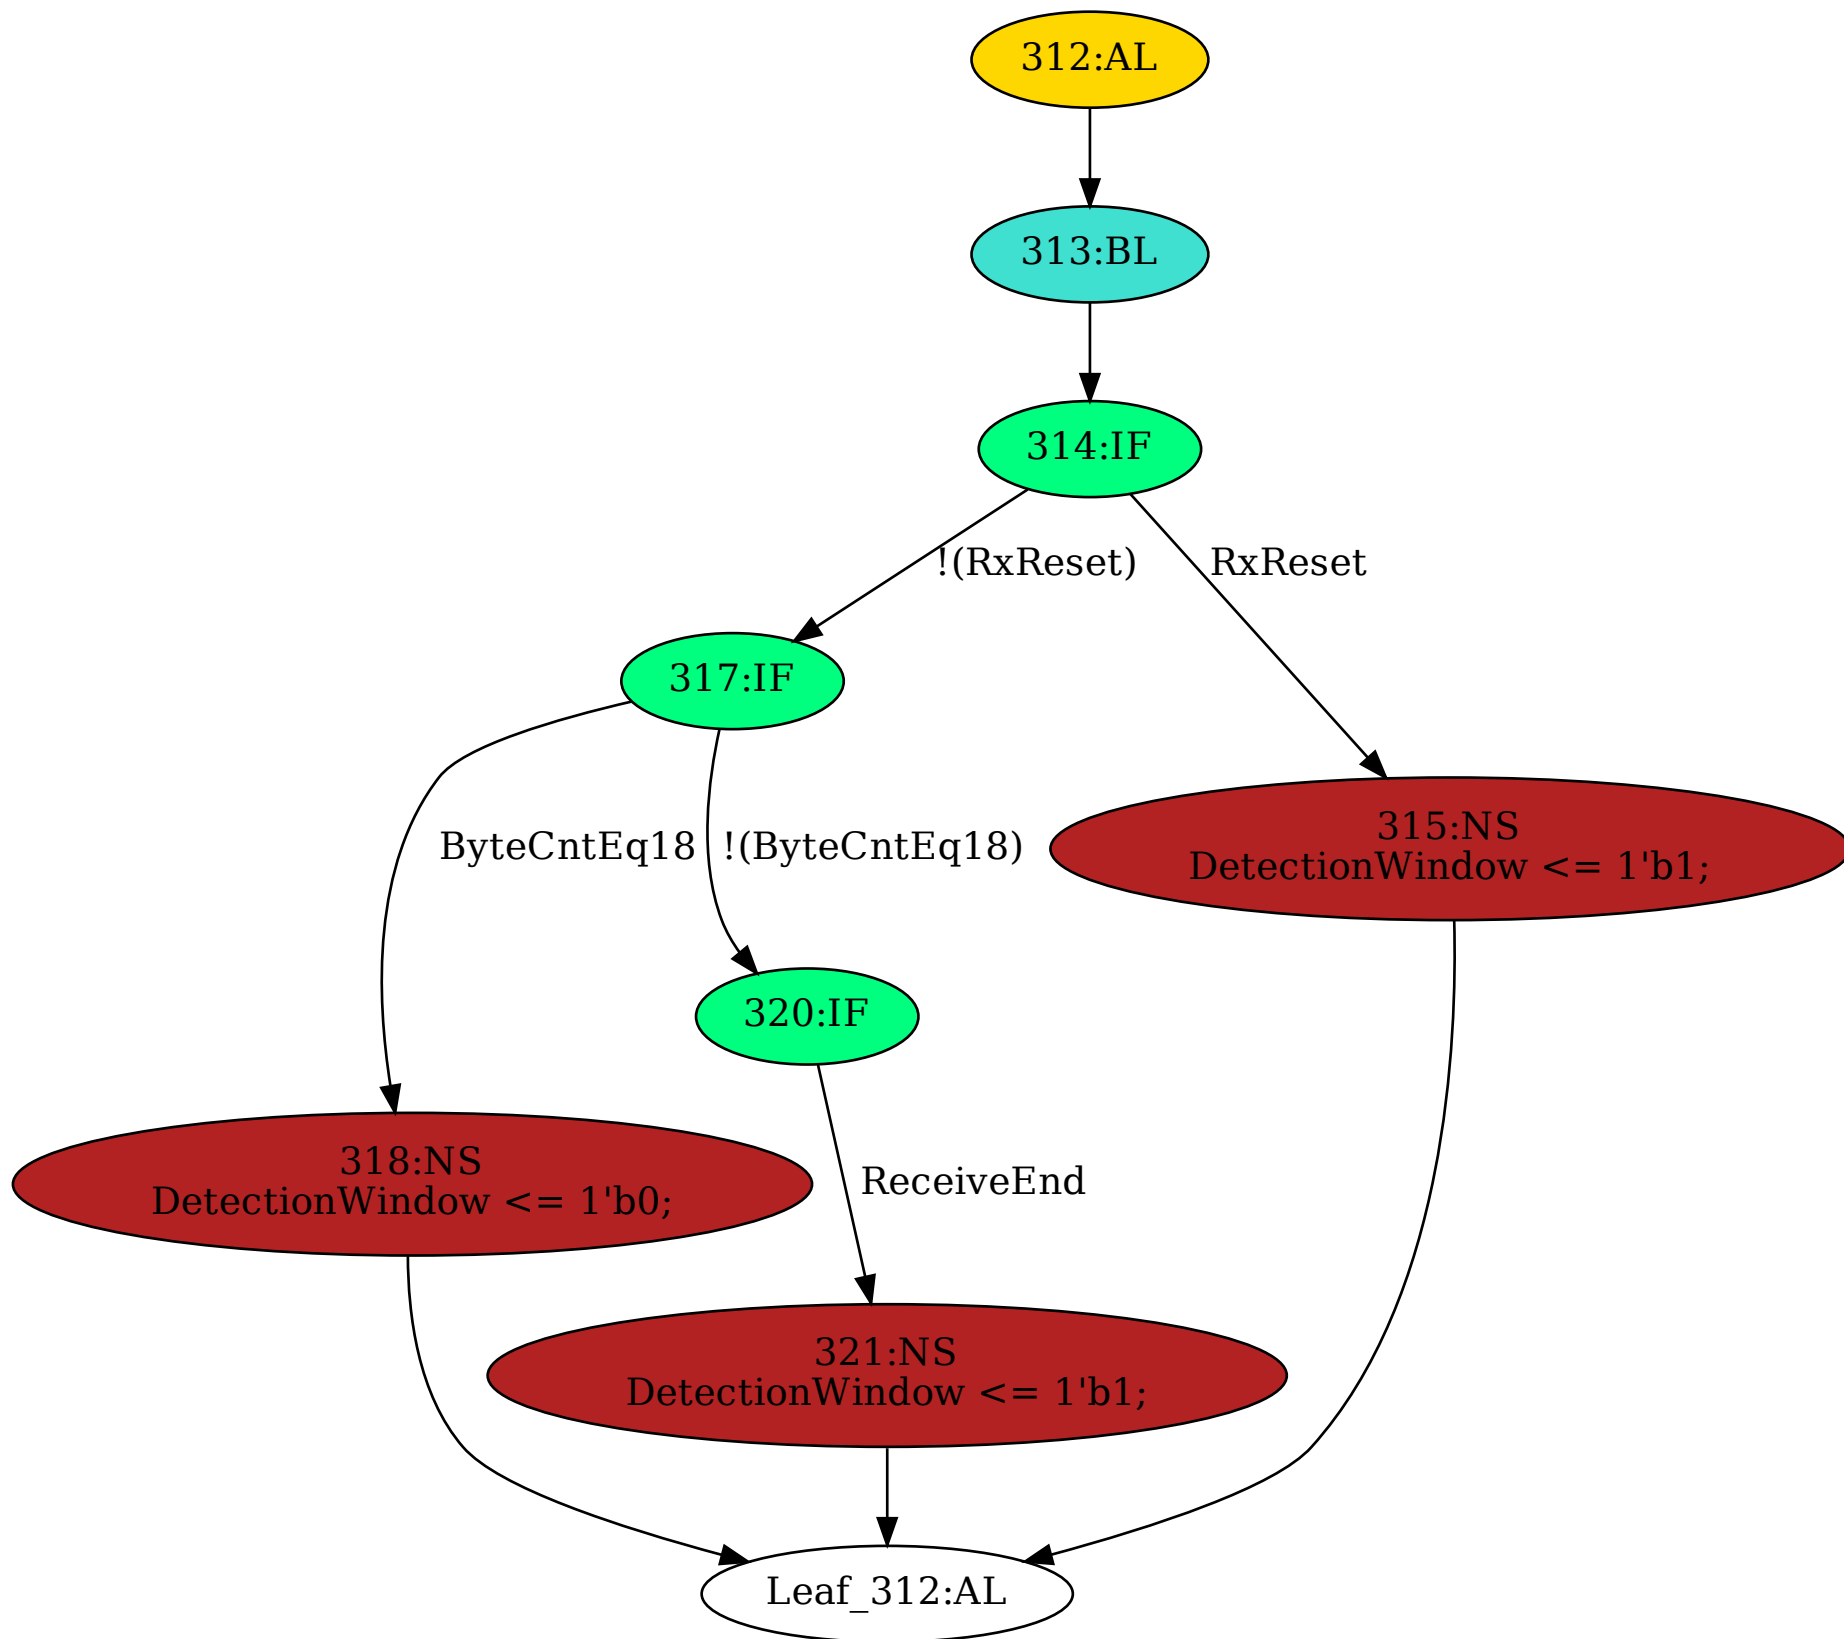 312:AL
313:BL
314:IF
!(RxReset)
RxReset
317:IF
ByteCntEq18
!(ByteCntEq18)
315:NS
DetectionWindow <= 1'b1;
320:IF
318:NS
DetectionWindow <= 1'b0;
ReceiveEnd
321:NS
DetectionWindow <= 1'b1;
Leaf_312:AL